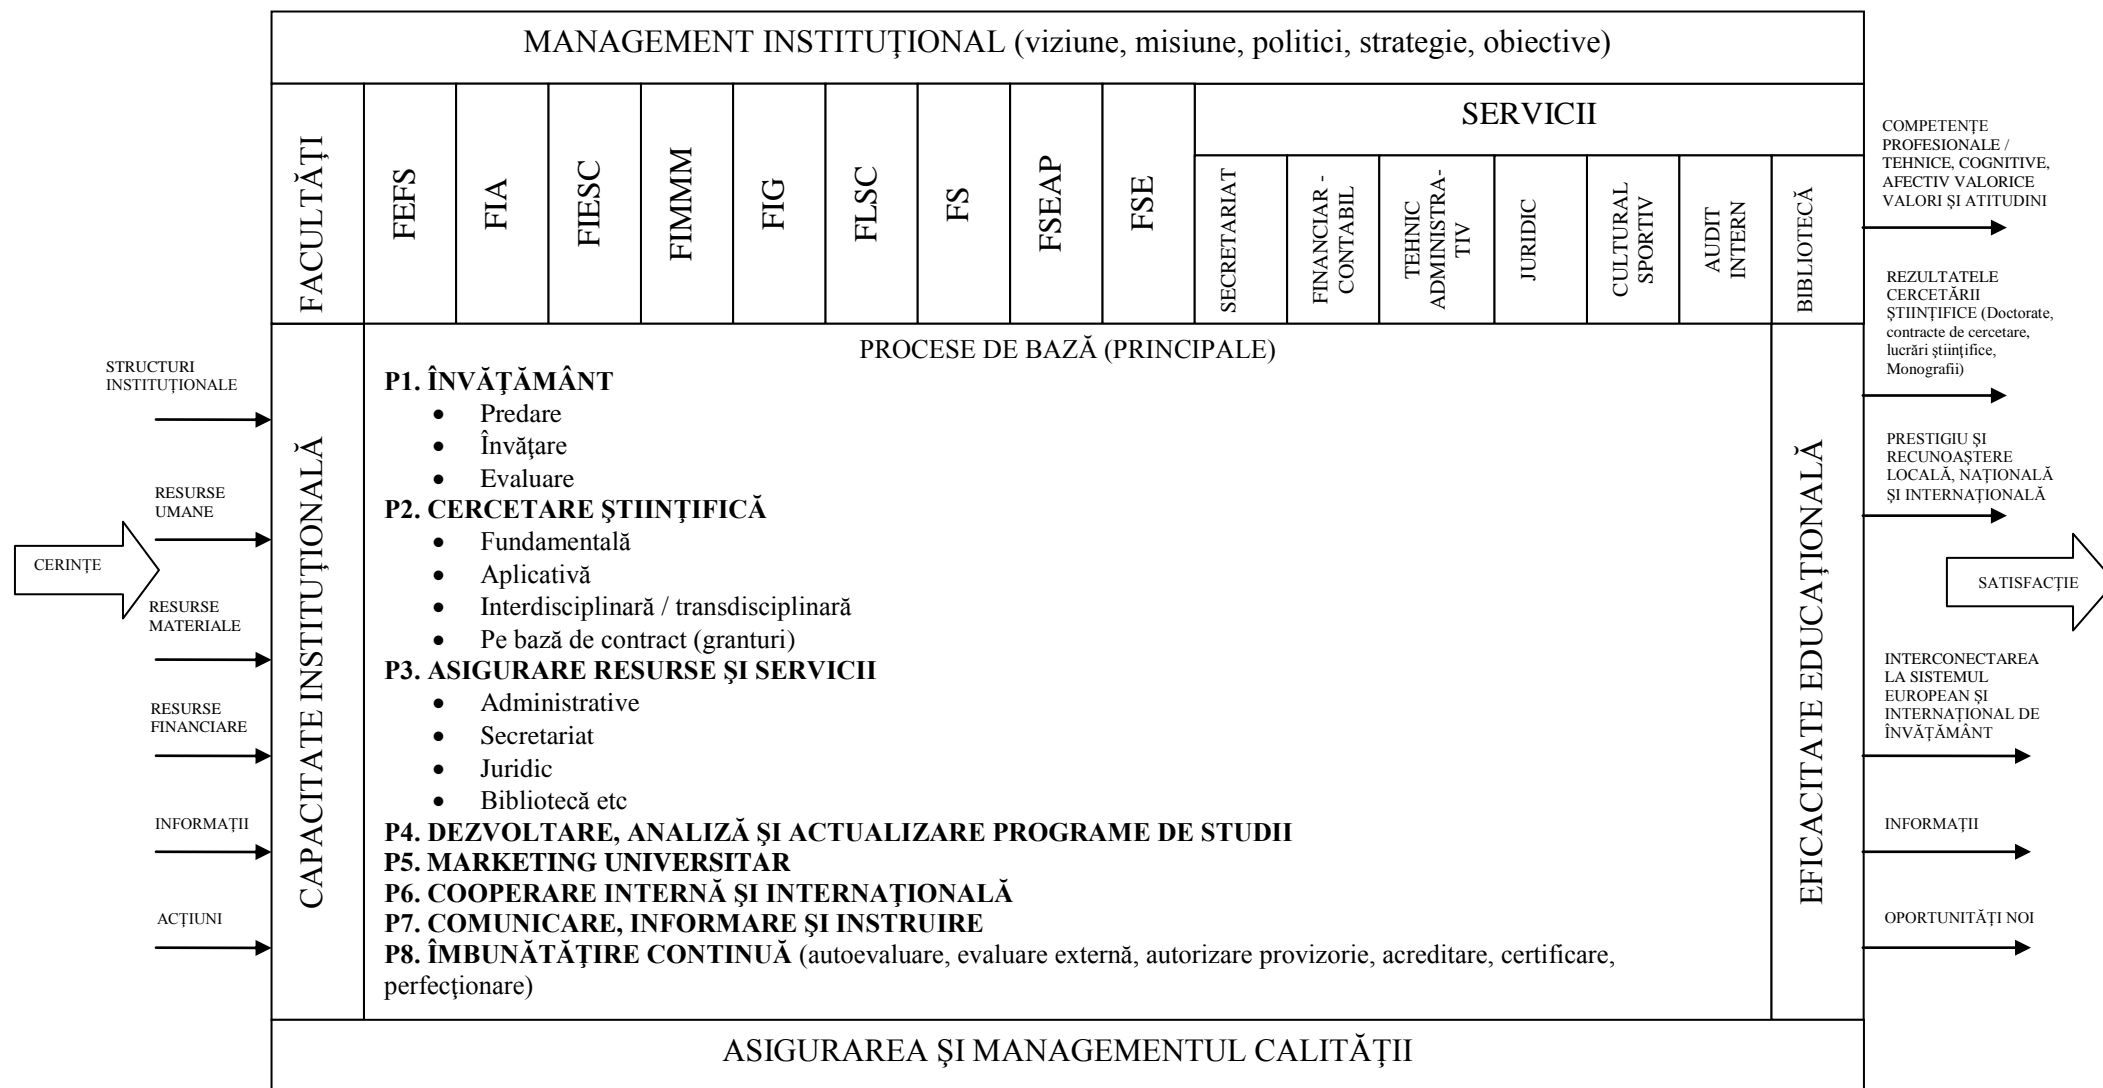 MANAGEMENT INSTITUŢIONAL (viziune, misiune, politici, strategie, obiective)
FACULTĂŢI
FEFS
FIA
FIESC
FIMMM
FIG
FLSC
FS
FSEAP
FSE
SERVICII
SECRETARIAT
FINANCIAR -
CONTABIL
TEHNIC
ADMINISTRA-
TIV
JURIDIC
CULTURAL
SPORTIV
AUDIT
INTERN
BIBLIOTECĂ
STRUCTURI
INSTITUŢIONALE
RESURSE
UMANE
CERINŢE
RESURSE
MATERIALE
RESURSE
FINANCIARE
INFORMAŢII
ACŢIUNI
CAPACITATE INSTITUŢIONALĂ
PROCESE DE BAZĂ (PRINCIPALE)
P1. ÎNVĂŢĂMÂNT
• Predare
• Învăţare
• Evaluare
P2. CERCETARE ŞTIINŢIFICĂ
• Fundamentală
• Aplicativă
• Interdisciplinară / transdisciplinară
• Pe bază de contract (granturi)
P3. ASIGURARE RESURSE ŞI SERVICII
• Administrative
• Secretariat
• Juridic
• Bibliotecă etc
P4. DEZVOLTARE, ANALIZĂ ŞI ACTUALIZARE PROGRAME DE STUDII
P5. MARKETING UNIVERSITAR
P6. COOPERARE INTERNĂ ŞI INTERNAŢIONALĂ
P7. COMUNICARE, INFORMARE ŞI INSTRUIRE
P8. ÎMBUNĂTĂŢIRE CONTINUĂ (autoevaluare, evaluare externă, autorizare provizorie, acreditare, certificare,
perfecţionare)
EFICACITATE EDUCAŢIONALĂ
COMPETENŢE
PROFESIONALE /
TEHNICE, COGNITIVE,
AFECTIV VALORICE
VALORI ŞI ATITUDINI
REZULTATELE
CERCETĂRII
ŞTIINŢIFICE (Doctorate,
contracte de cercetare,
lucrări ştiinţifice,
Monografii)
PRESTIGIU ŞI
RECUNOAŞTERE
LOCALĂ, NAŢIONALĂ
ŞI INTERNAŢIONALĂ
SATISFACŢIE
INTERCONECTAREA
LA SISTEMUL
EUROPEAN ŞI
INTERNAŢIONAL DE
ÎNVĂŢĂMÂNT
INFORMAŢII
OPORTUNITĂŢI NOI
ASIGURAREA ŞI MANAGEMENTUL CALITĂŢII